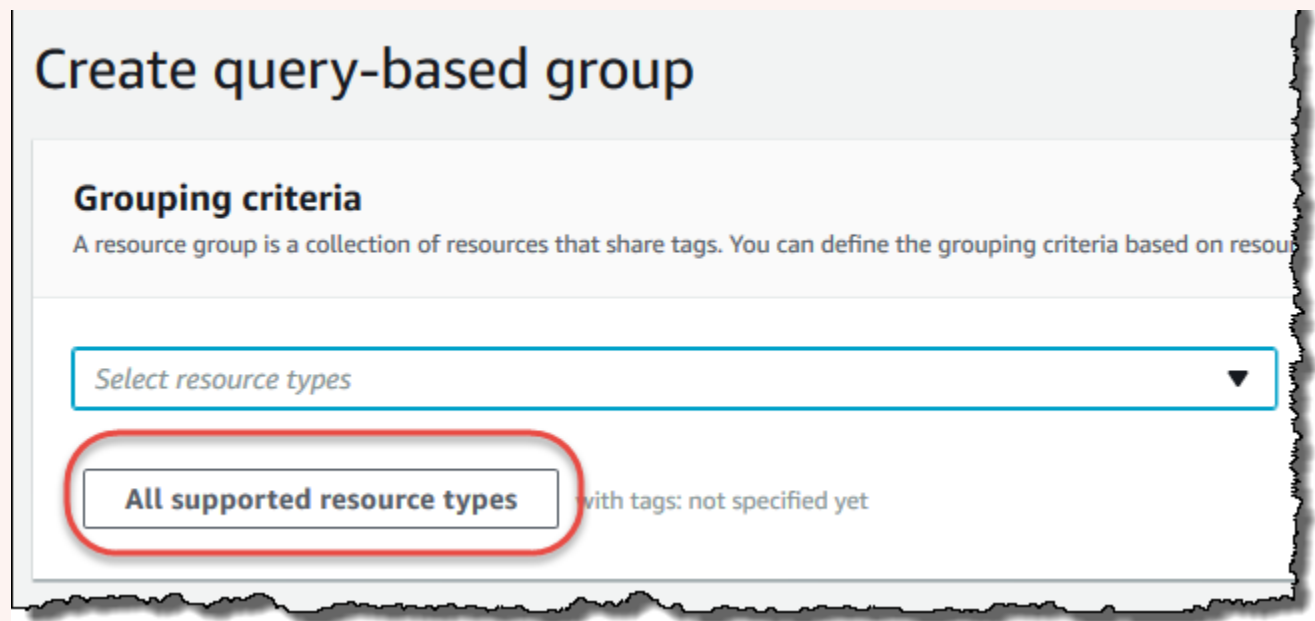 Create query-based group
Grouping criteria
A resource group is a collection of resources that share tags. You can define the grouping criteria based on
Select resource types
All supported resource types with tags: not specified yet